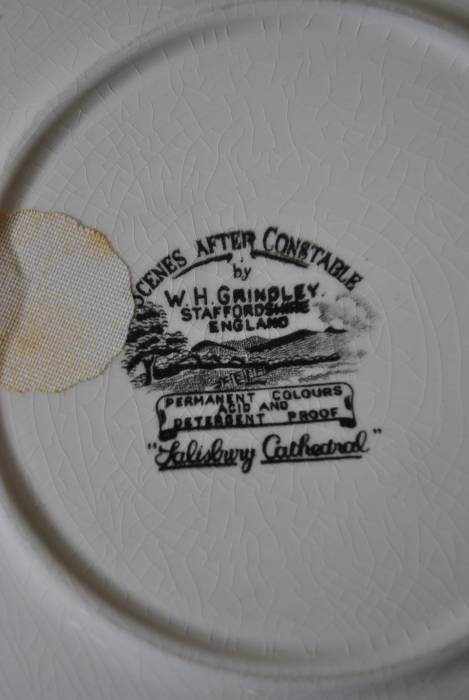 SCENES AFTER CONSTABLE
by
W.H. GRINDLEY.
STAFFORDSHIRE
ENGLAND
PERMANENT COLOURS
ACID AND
DETERGENT PROOF
"Salisbury Cathedral"